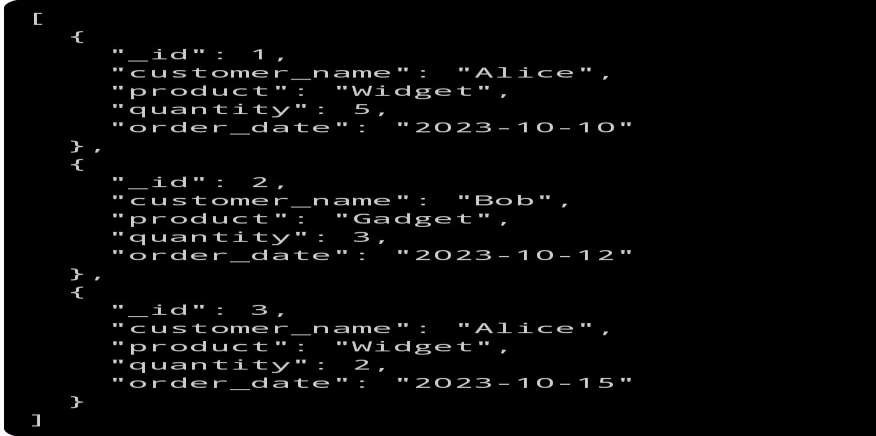 [
{
"_id": 1,
"customer_name": "Alice",
"product": "Widget",
"quantity": 5,
"order_date": "2023-10-10"
},
{
"_id": 2,
"customer_name": "Bob",
"product": "Gadget",
"quantity": 3,
"order_date": "2023-10-12"
},
{
"_id": 3,
"customer_name": "Alice",
"product": "Widget",
"quantity": 2,
"order_date": "2023-10-15"
}
]